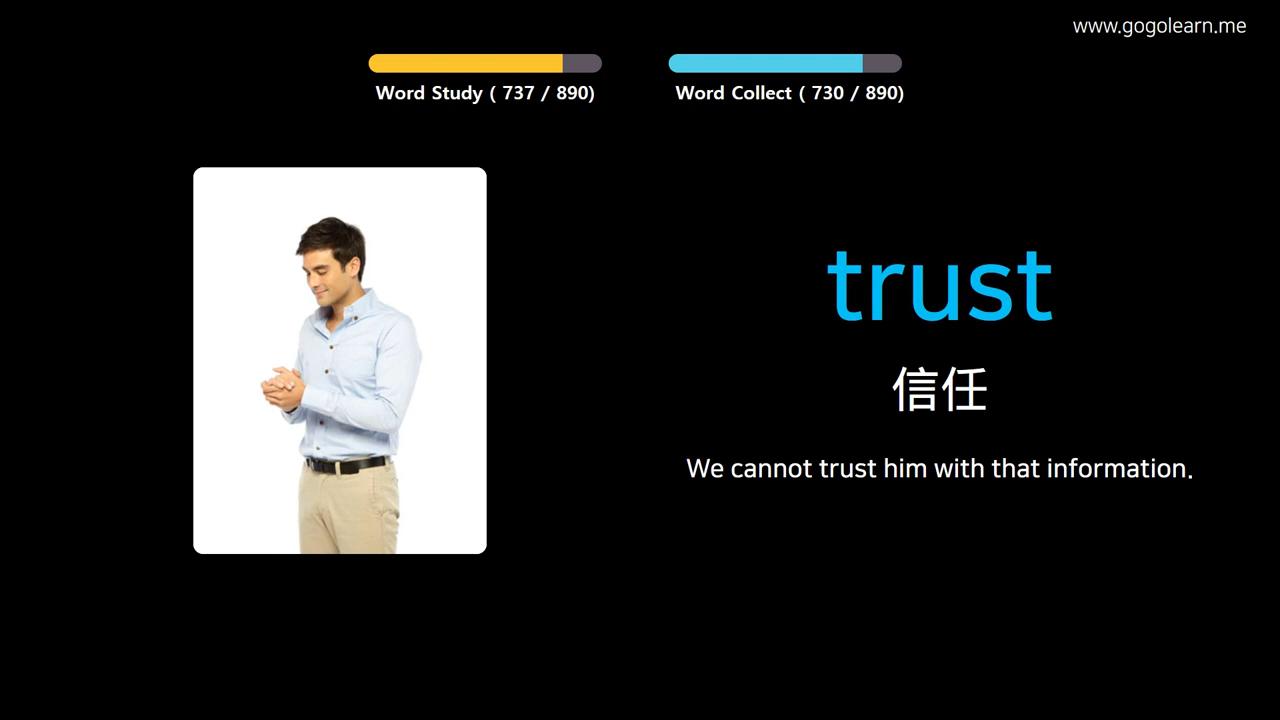 www.gogolearn.me
Word Study ( 737 / 890)
Word Collect ( 730 / 890)
trust
信任
We cannot trust him with that information.